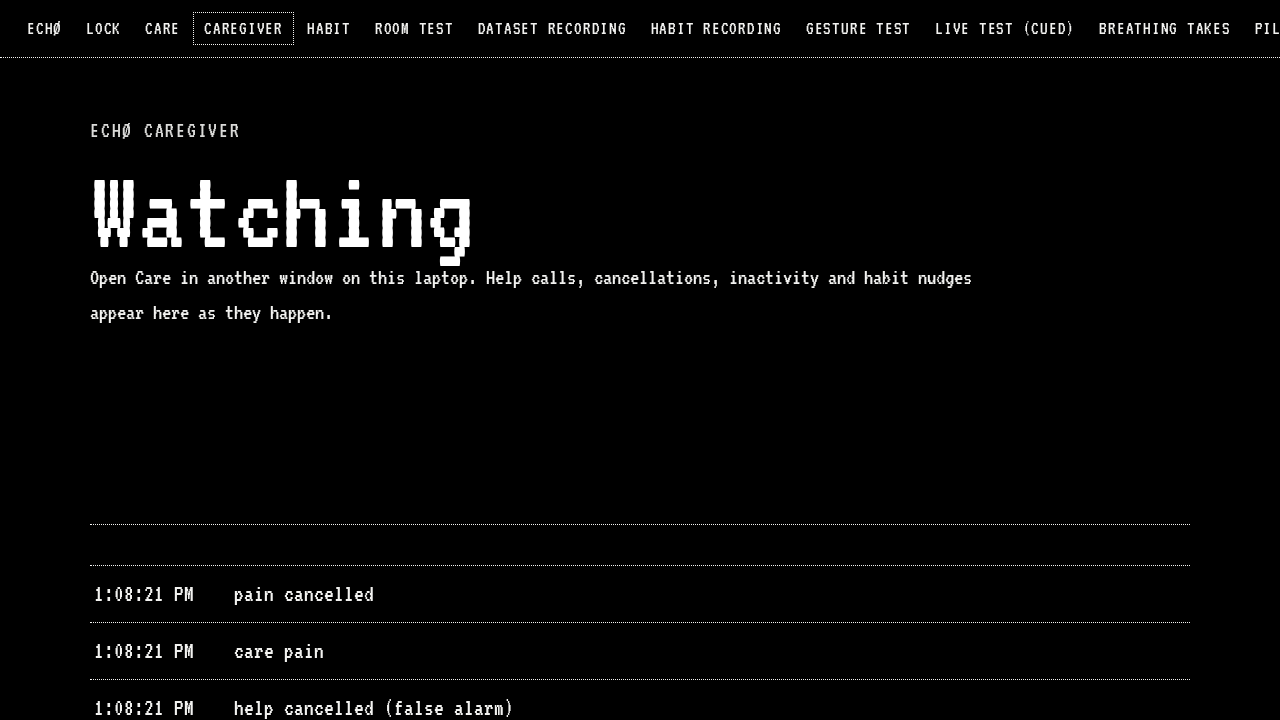 ECHØ LOCK CARE CAREGIVER HABIT ROOM TEST DATASET RECORDING HABIT RECORDING GESTURE TEST LIVE TEST (CUED) BREATHING TAKES PIL
ECHØ CAREGIVER
Watching
Open Care in another window on this laptop. Help calls, cancellations, inactivity and habit nudges
appear here as they happen.
1:08:21 PM pain cancelled
1:08:21 PM care pain
1:08:21 PM help cancelled (false alarm)